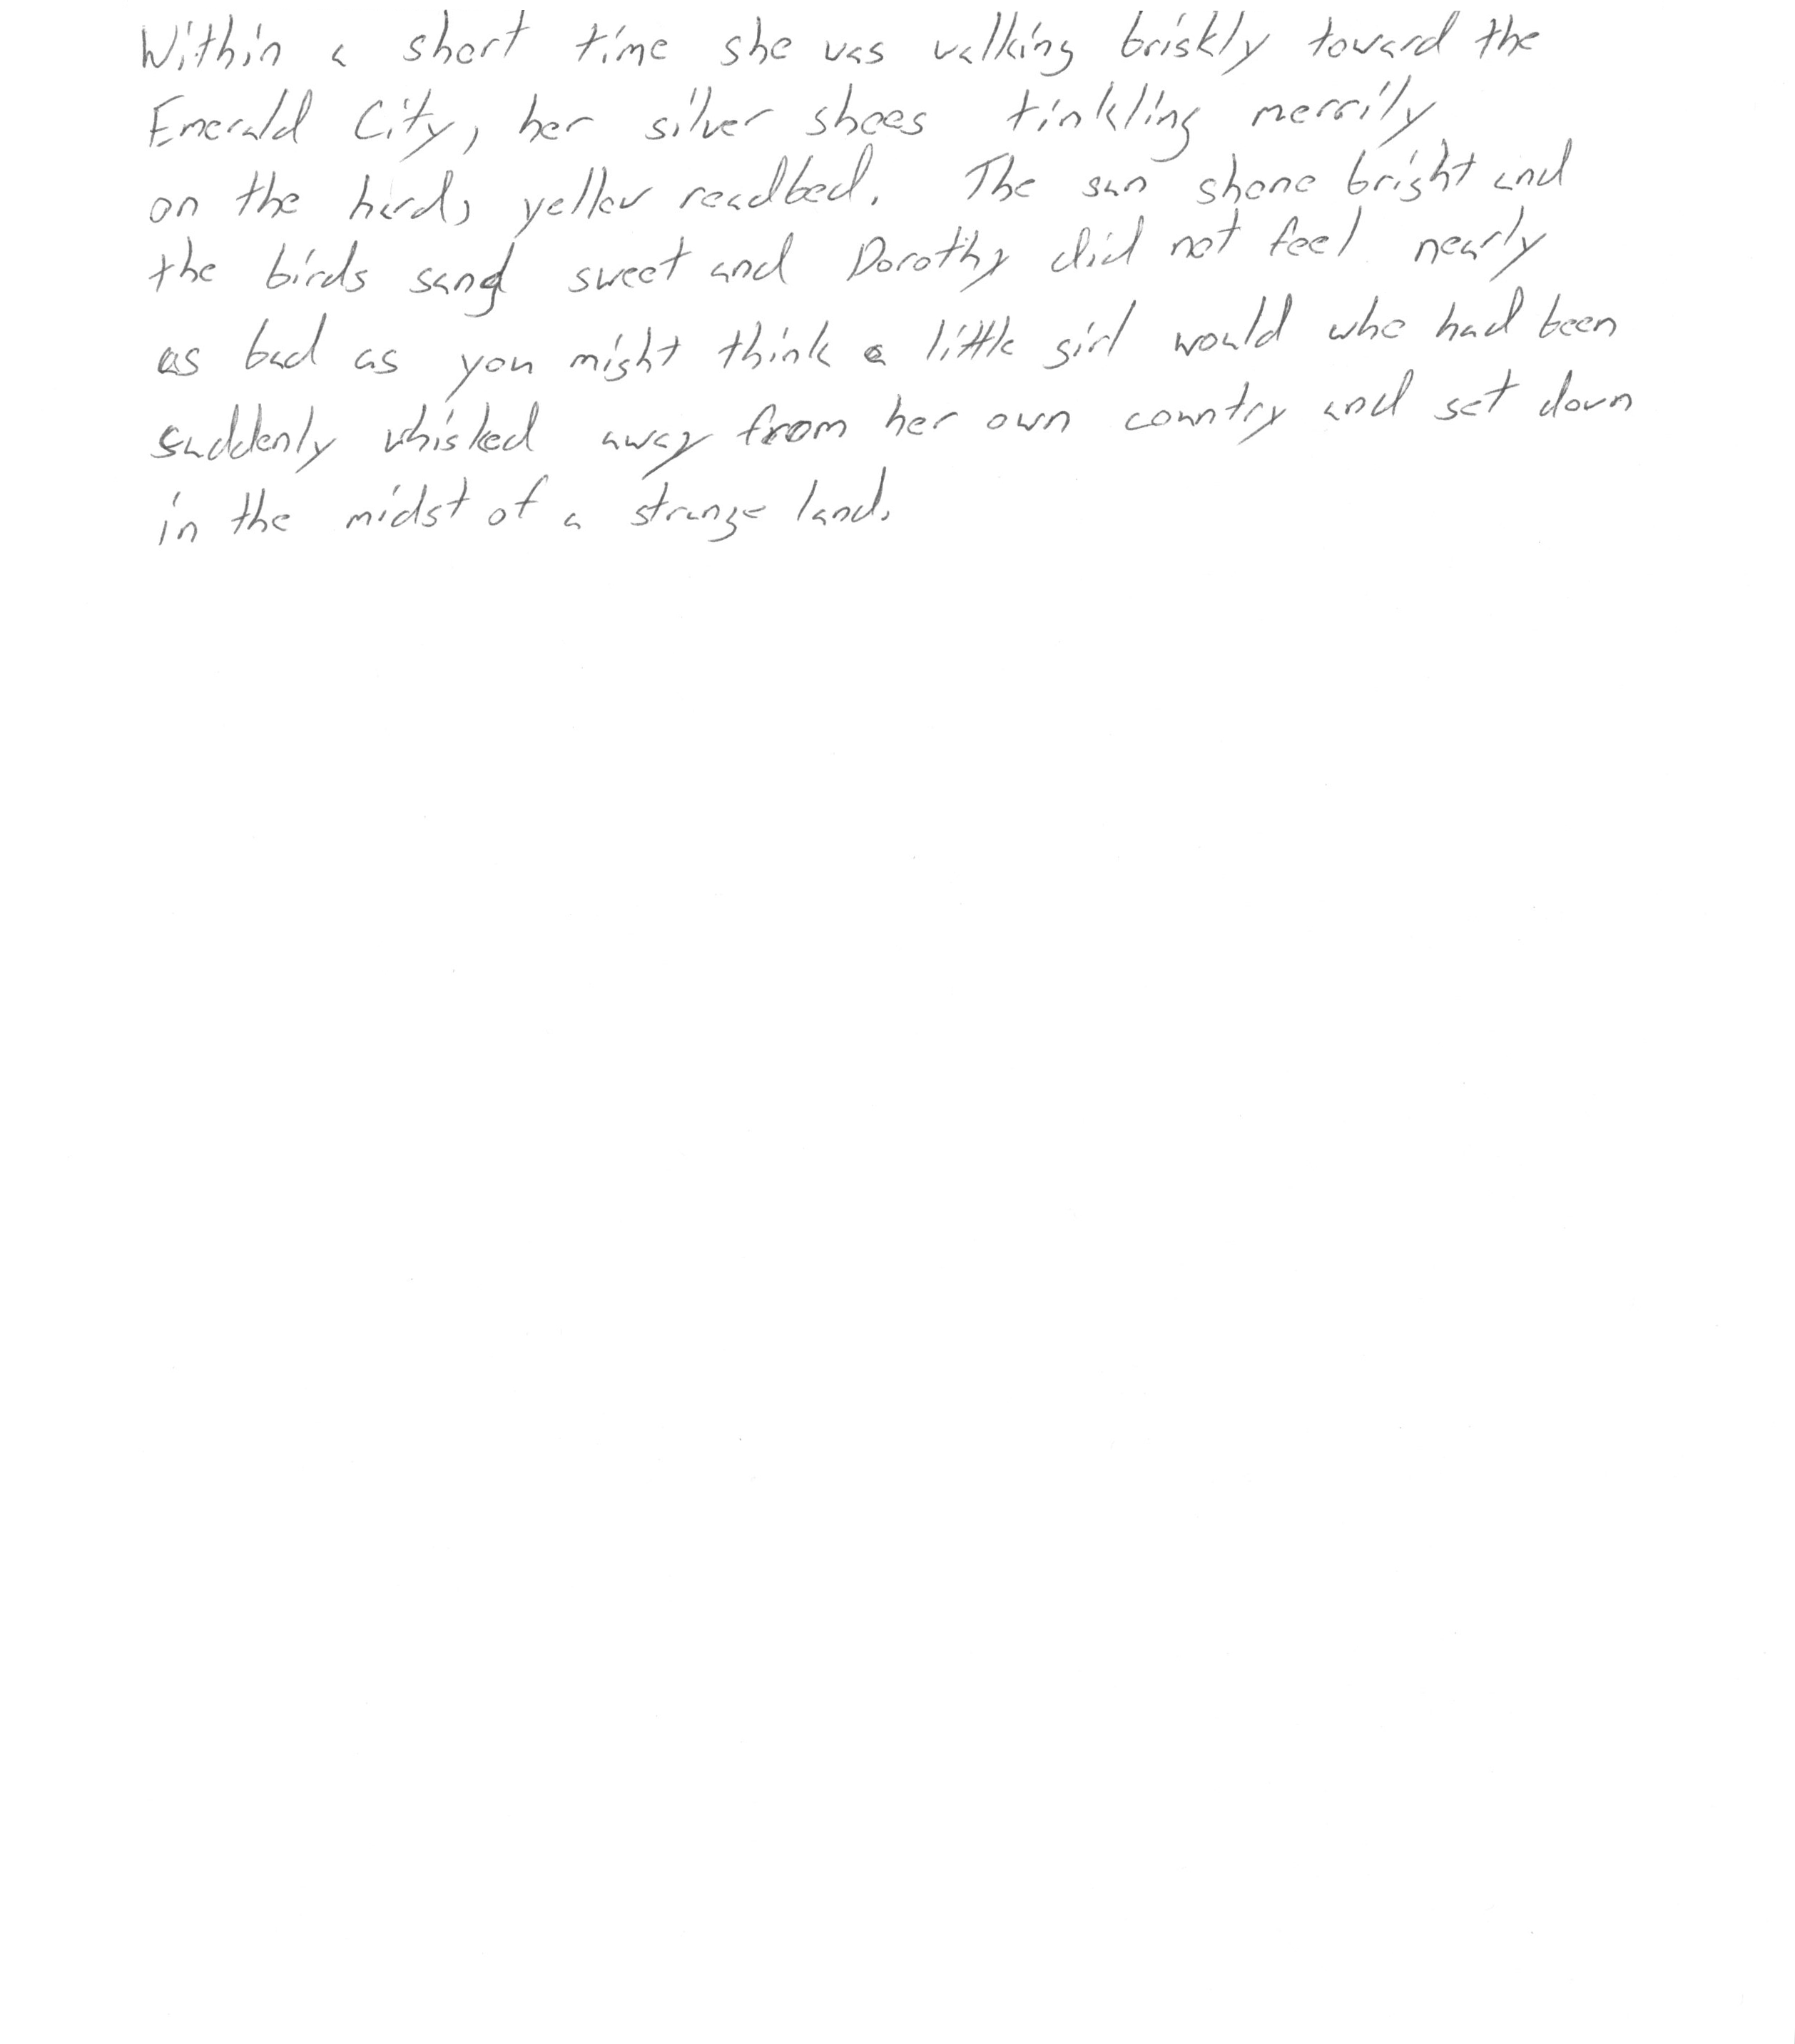 Within a short time she was walking briskly toward the
Emerald City, her silver shoes tinkling merrily
on the hard, yellow roadbed. The sun shone bright and
the birds sang sweet and Dorothy did not feel nearly
as bad as you might think a little girl would who had been
suddenly whisked away from her own country and set down
in the midst of a strange land.